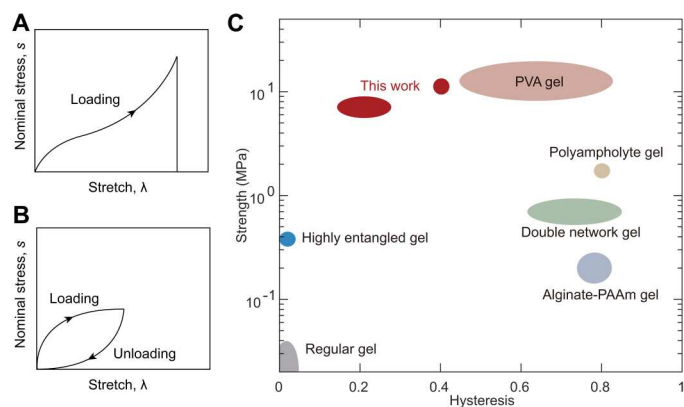 A
Nominal stress, s
Loading
Stretch, λ
B
Nominal stress, s
Loading
Unloading
Stretch, λ
C
Strength (MPa)
10¹
10⁰
10⁻¹
This work
PVA gel
Polyampholyte gel
Highly entangled gel
Double network gel
Alginate-PAAm gel
Regular gel
0
0.2
0.4
0.6
0.8
1
Hysteresis